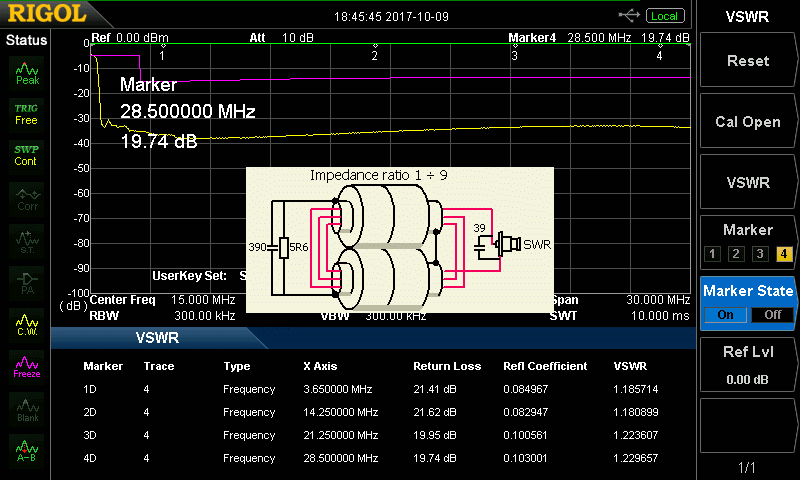 RIGOL
18:45:45 2017-10-09
Local
VSWR
Status
Ref 0.00 dBm
Att 10 dB
Marker4 28.500 MHz 19.74 dB
0
-10
-20
-30
-40
-50
-60
-70
-80
-90
-100
( dB )
1
2
3
4
Marker
28.500000 MHz
19.74 dB
Impedance ratio 1 ÷ 9
390
5R6
39
SWR
UserKey Set: S
Center Freq 15.000 MHz
Span 30.000 MHz
RBW 300.00 kHz
VBW 300.00 kHz
SWT 10.000 ms
VSWR
Marker Trace Type X Axis Return Loss Refl Coefficient VSWR
1D 4 Frequency 3.650000 MHz 21.41 dB 0.084967 1.185714
2D 4 Frequency 14.250000 MHz 21.62 dB 0.082947 1.180899
3D 4 Frequency 21.250000 MHz 19.95 dB 0.100561 1.223607
4D 4 Frequency 28.500000 MHz 19.74 dB 0.103001 1.229657
Peak
TRIG
Free
SWP
Cont
Corr
S.T.
PA
C.W.
Freeze
Blank
A-B
Reset
Cal Open
VSWR
Marker
1 2 3 4
Marker State
On Off
Ref Lvl
0.00 dB
1/1